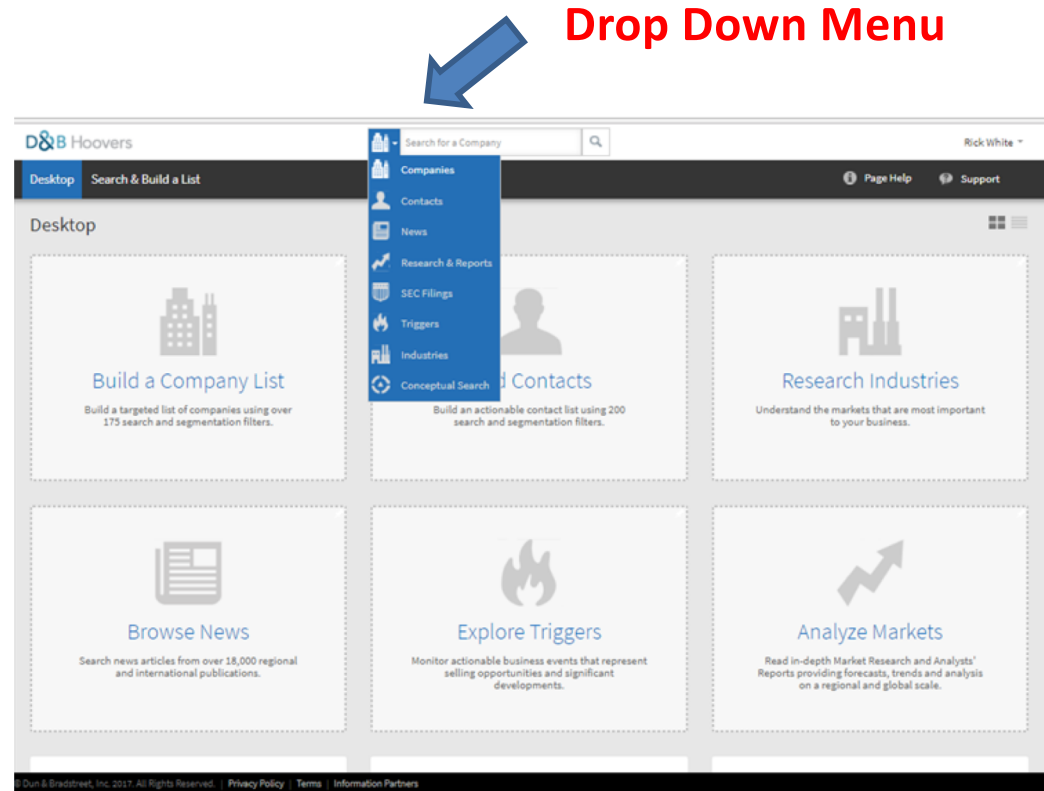 Drop Down Menu
D&B Hoovers
Search for a Company
Rick White
Desktop
Search & Build a List
Page Help
Support
Companies
Contacts
News
Research & Reports
SEC Filings
Triggers
Industries
Conceptual Search
Desktop
Build a Company List
Build a targeted list of companies using over
175 search and segmentation filters.
d Contacts
Build an actionable contact list using 200
search and segmentation filters.
Research Industries
Understand the markets that are most important
to your business.
Browse News
Search news articles from over 18,000 regional
and international publications.
Explore Triggers
Monitor actionable business events that represent
selling opportunities and significant
developments.
Analyze Markets
Read in-depth Market Research and Analysts'
Reports providing forecasts, trends and analysis
on a regional and global scale.
© Dun & Bradstreet, Inc. 2017. All Rights Reserved. | Privacy Policy | Terms | Information Partners